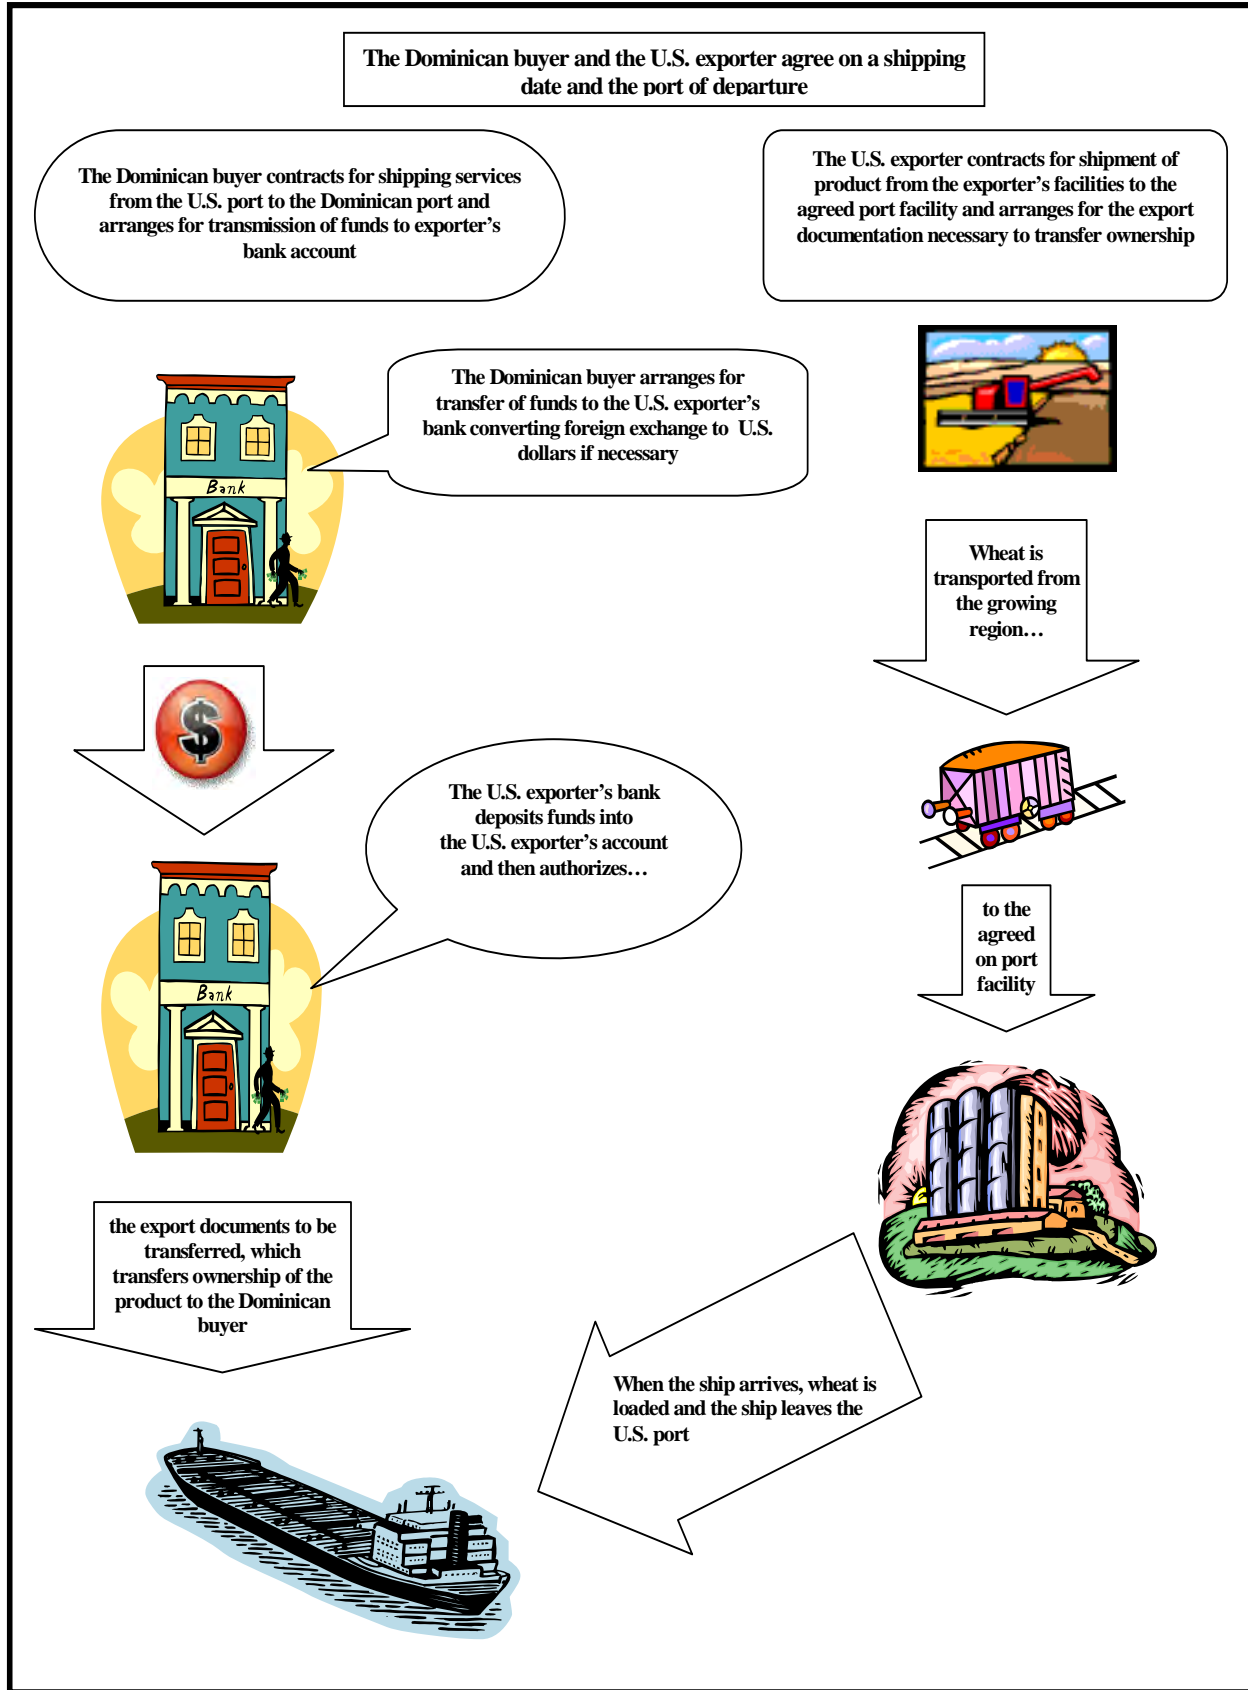 The Dominican buyer and the U.S. exporter agree on a shipping
date and the port of departure
The Dominican buyer contracts for shipping services
from the U.S. port to the Dominican port and
arranges for transmission of funds to exporter's
bank account
The U.S. exporter contracts for shipment of
product from the exporter's facilities to the
agreed port facility and arranges for the export
documentation necessary to transfer ownership
The Dominican buyer arranges for
transfer of funds to the U.S. exporter's
bank converting foreign exchange to U.S.
dollars if necessary
Bank
Wheat is
transported from
the growing
region…
$
The U.S. exporter's bank
deposits funds into
the U.S. exporter's account
and then authorizes…
to the
agreed
on port
facility
Bank
the export documents to be
transferred, which
transfers ownership of the
product to the Dominican
buyer
When the ship arrives, wheat is
loaded and the ship leaves the
U.S. port